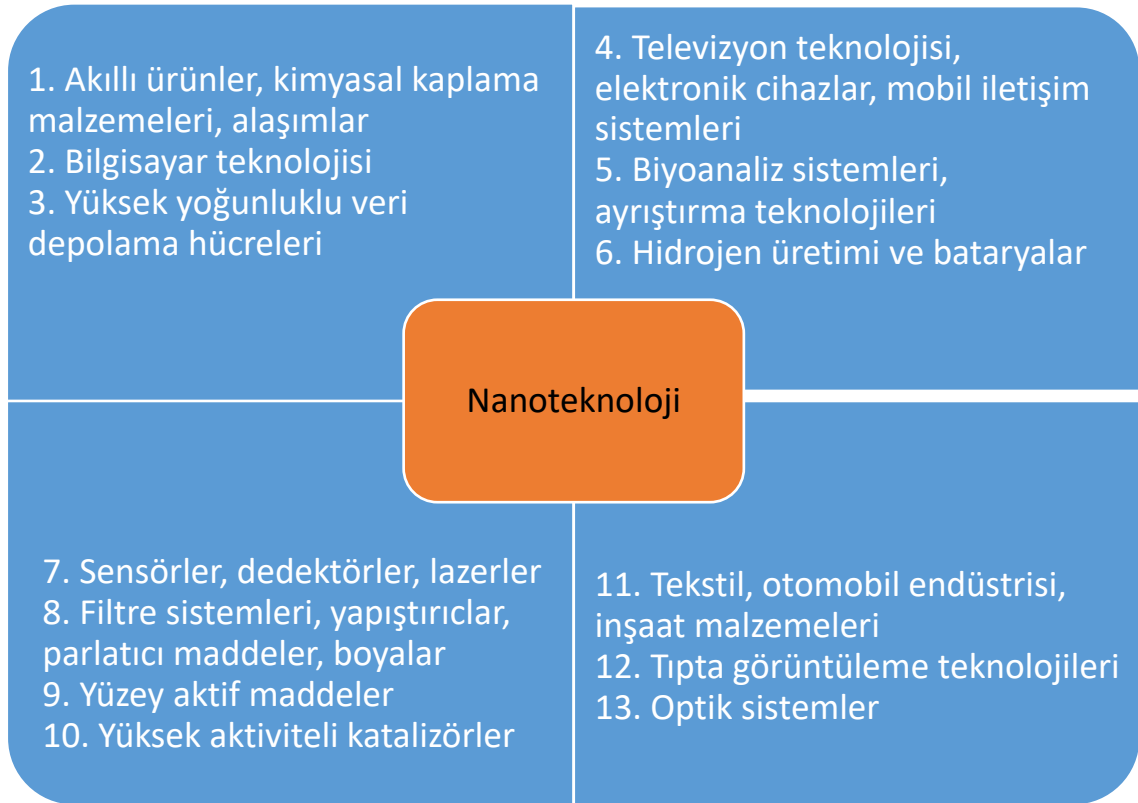 1. Akıllı ürünler, kimyasal kaplama
malzemeleri, alaşımlar
2. Bilgisayar teknolojisi
3. Yüksek yoğunluklu veri
depolama hücreleri
4. Televizyon teknolojisi,
elektronik cihazlar, mobil iletişim
sistemleri
5. Biyoanaliz sistemleri,
ayrıştırma teknolojileri
6. Hidrojen üretimi ve bataryalar
Nanoteknoloji
7. Sensörler, dedektörler, lazerler
8. Filtre sistemleri, yapıştırıclar,
parlatıcı maddeler, boyalar
9. Yüzey aktif maddeler
10. Yüksek aktiviteli katalizörler
11. Tekstil, otomobil endüstrisi,
inşaat malzemeleri
12. Tıpta görüntüleme teknolojileri
13. Optik sistemler